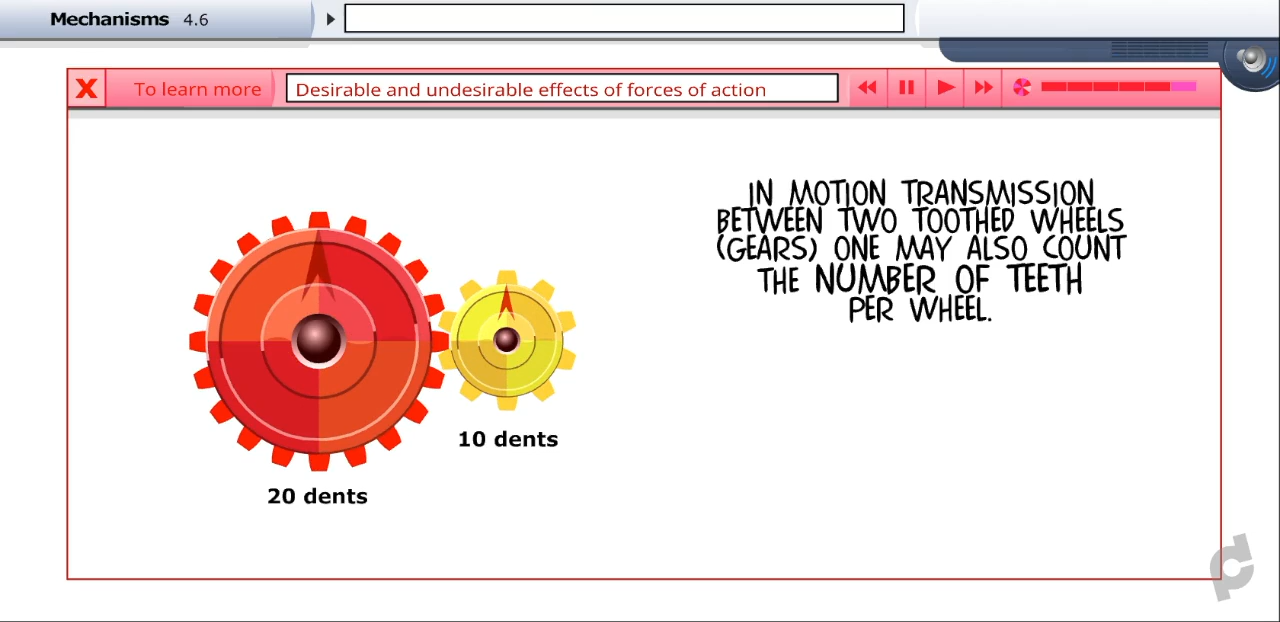 Mechanisms 4.6
X To learn more Desirable and undesirable effects of forces of action
IN MOTION TRANSMISSION
BETWEEN TWO TOOTHED WHEELS
(GEARS) ONE MAY ALSO COUNT
THE NUMBER OF TEETH
PER WHEEL.
10 dents
20 dents